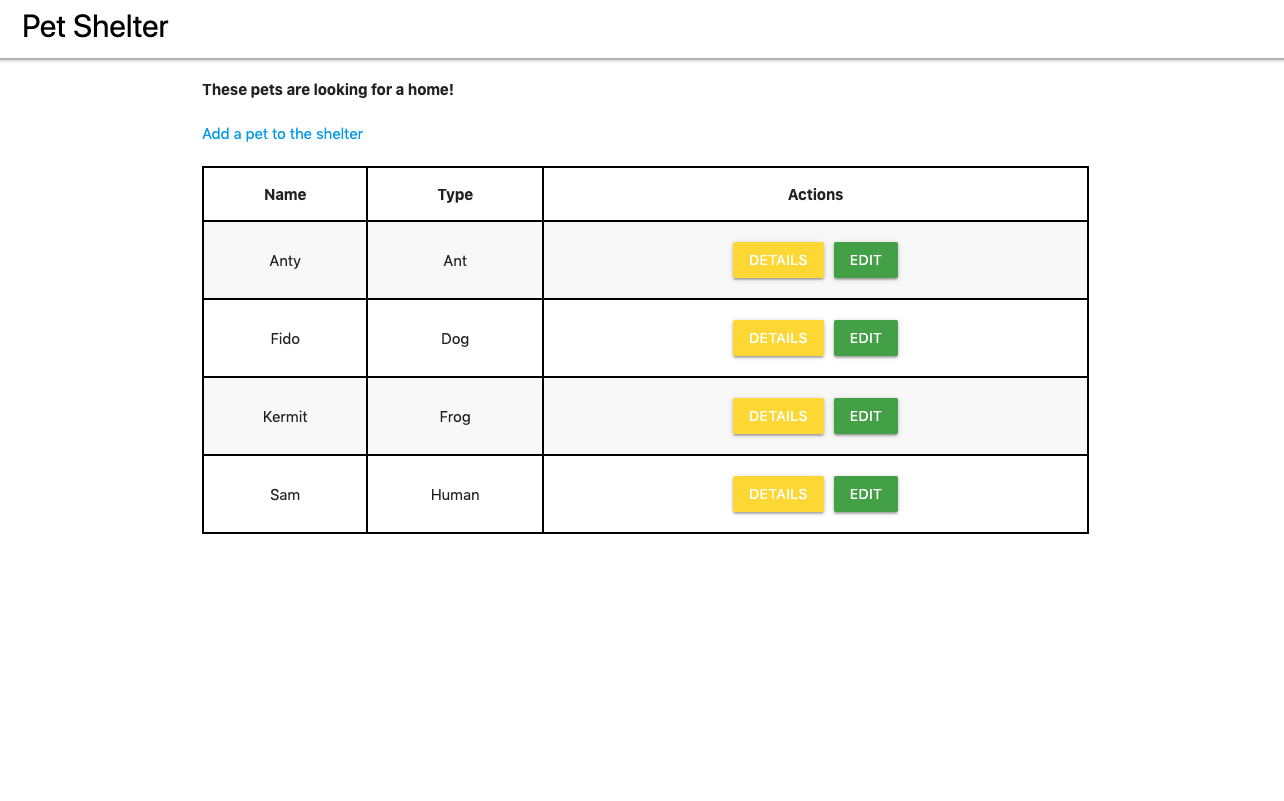 Pet Shelter
These pets are looking for a home!
Add a pet to the shelter
Name Type Actions
Anty Ant DETAILS EDIT
Fido Dog DETAILS EDIT
Kermit Frog DETAILS EDIT
Sam Human DETAILS EDIT